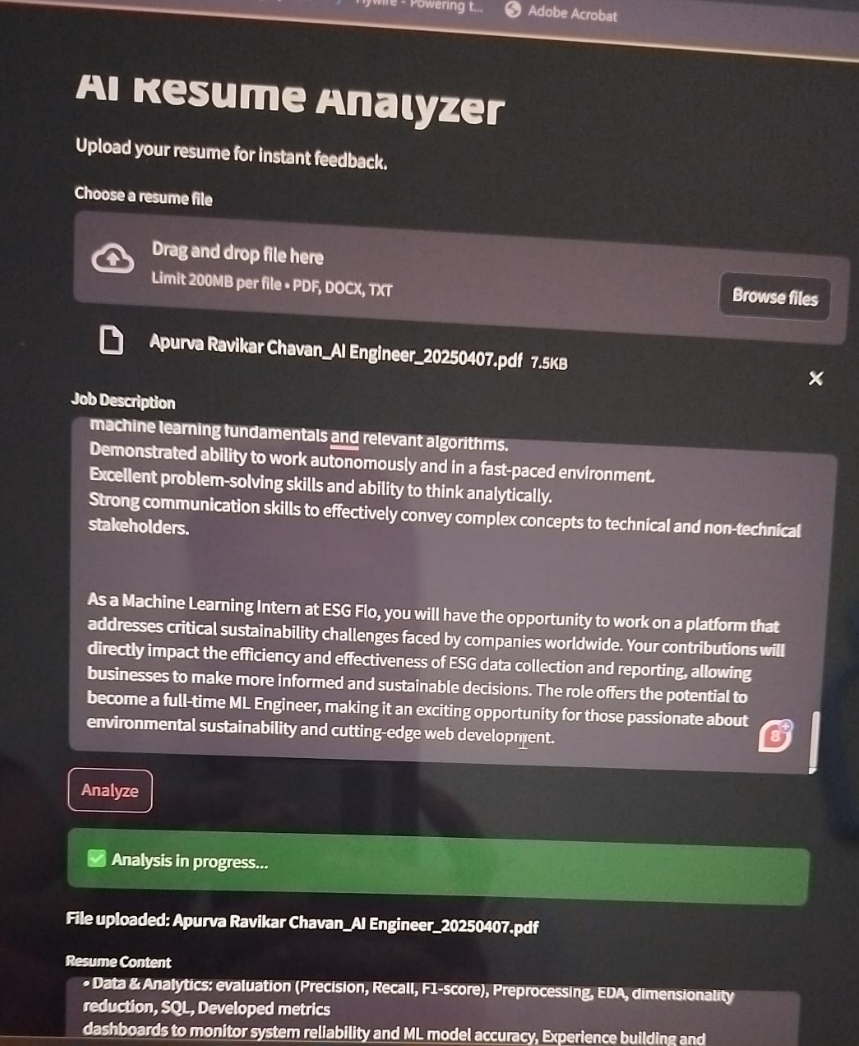 Powering t...
Adobe Acrobat
AI Resume Analyzer
Upload your resume for instant feedback.
Choose a resume file
Drag and drop file here
Limit 200MB per file • PDF, DOCX, TXT
Browse files
Apurva Ravikar Chavan_AI Engineer_20250407.pdf 7.5KB
Job Description
machine learning fundamentals and relevant algorithms.
Demonstrated ability to work autonomously and in a fast-paced environment.
Excellent problem-solving skills and ability to think analytically.
Strong communication skills to effectively convey complex concepts to technical and non-technical
stakeholders.
As a Machine Learning Intern at ESG Flo, you will have the opportunity to work on a platform that
addresses critical sustainability challenges faced by companies worldwide. Your contributions will
directly impact the efficiency and effectiveness of ESG data collection and reporting, allowing
businesses to make more informed and sustainable decisions. The role offers the potential to
become a full-time ML Engineer, making it an exciting opportunity for those passionate about
environmental sustainability and cutting-edge web development.
8
Analyze
Analysis in progress...
File uploaded: Apurva Ravikar Chavan_AI Engineer_20250407.pdf
Resume Content
• Data & Analytics: evaluation (Precision, Recall, F1-score), Preprocessing, EDA, dimensionality
reduction, SQL, Developed metrics
dashboards to monitor system reliability and ML model accuracy, Experience building and